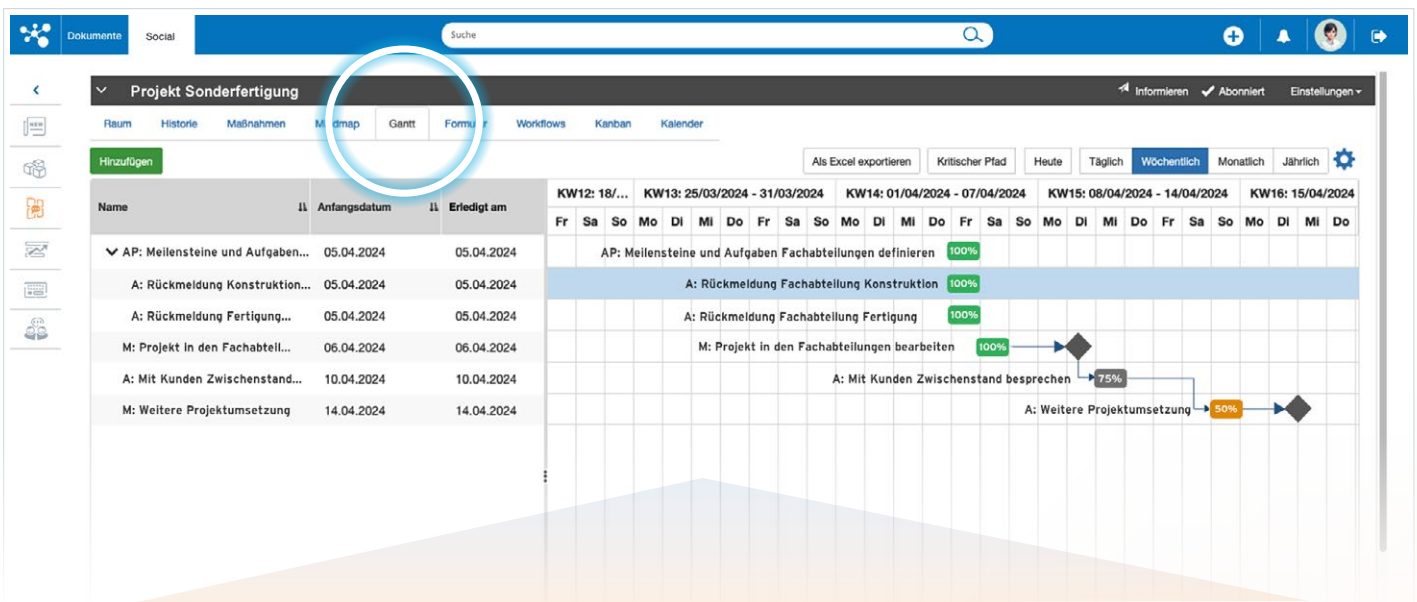 Dokumente Social Suche
Projekt Sonderfertigung Informieren Abonniert Einstellungen
Raum Historie Maßnahmen Gantt Workflows Kanban Kalender
Hinzufügen Als Excel exportieren Kritischer Pfad Heute Täglich Wöchentlich Monatlich Jährlich
NEW
Name Anfangsdatum Erledigt am
KW12: 18/... KW13: 25/03/2024 - 31/03/2024 KW14: 01/04/2024 - 07/04/2024 KW15: 08/04/2024 - 14/04/2024 KW16: 15/04/2024
Fr Sa So Mo Di Mi Do Fr Sa So Mo Di Mi Do Fr Sa So Mo Di Mi Do Fr Sa So Mo Di Mi Do
AP: Meilensteine und Aufgaben... 05.04.2024 05.04.2024 AP: Meilensteine und Aufgaben Fachabteilungen definieren 100%
A: Rückmeldung Konstruktion... 05.04.2024 05.04.2024 A: Rückmeldung Fachabteilung Konstruktion 100%
A: Rückmeldung Fertigung... 05.04.2024 05.04.2024 A: Rückmeldung Fachabteilung Fertigung 100%
M: Projekt in den Fachabteil... 06.04.2024 06.04.2024 M: Projekt in den Fachabteilungen bearbeiten 100%
A: Mit Kunden Zwischenstand... 10.04.2024 10.04.2024 A: Mit Kunden Zwischenstand besprechen 75%
M: Weitere Projektumsetzung 14.04.2024 14.04.2024 A: Weitere Projektumsetzung 50%